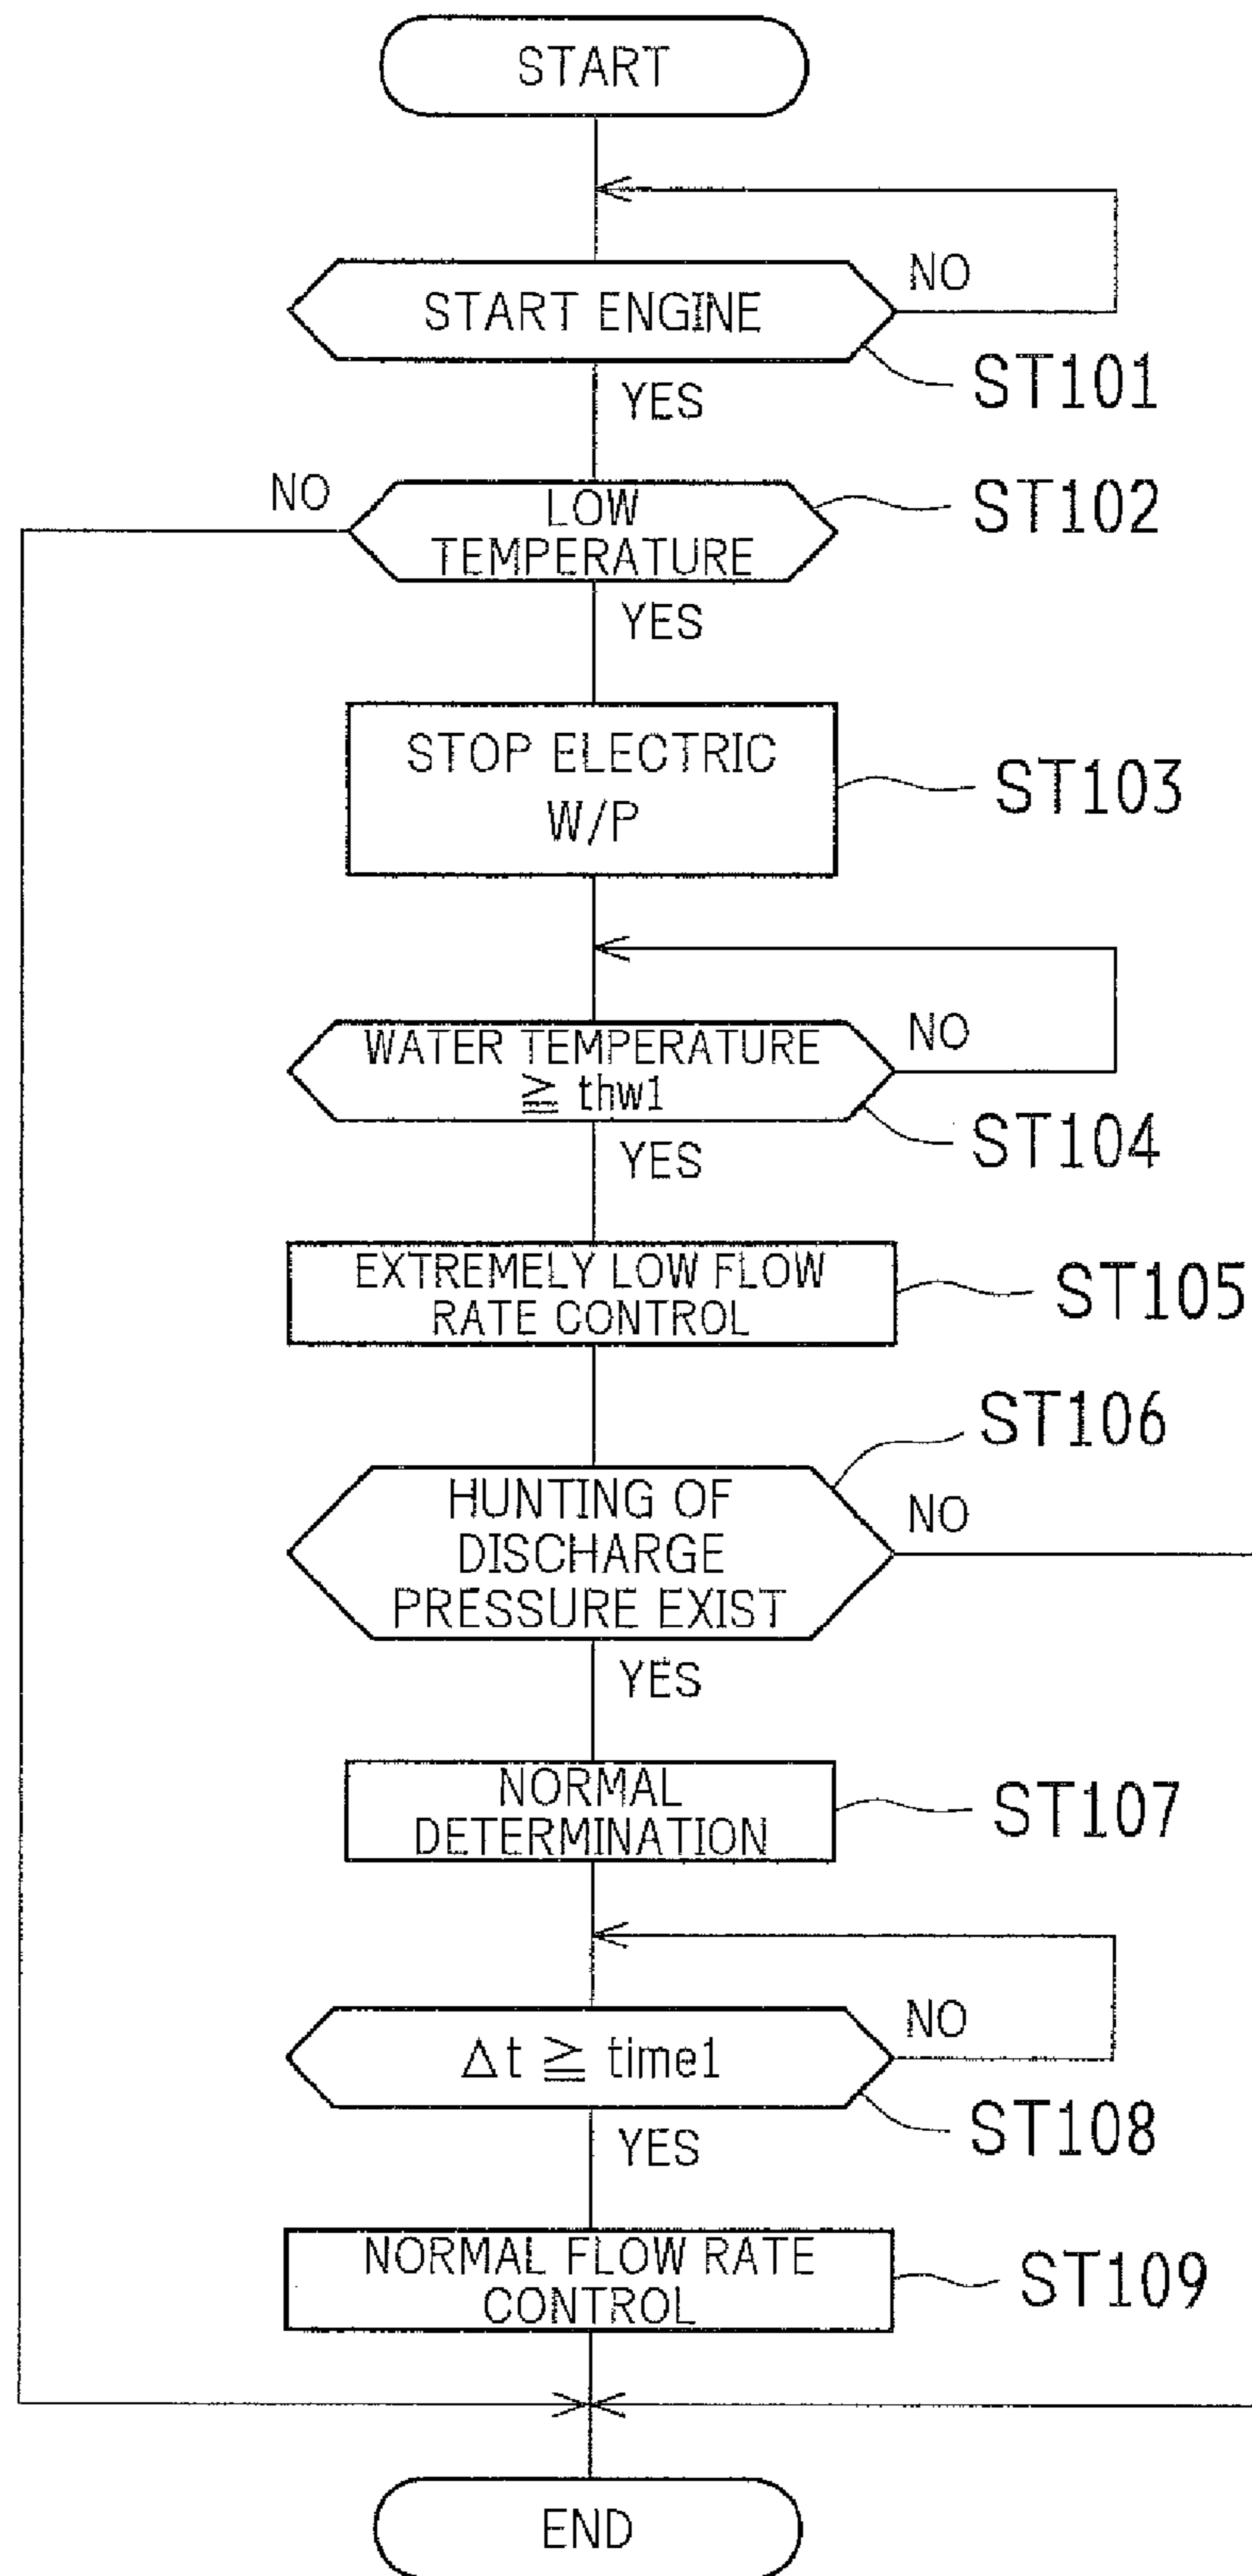 START
START ENGINE
NO
ST101
YES
NO
LOW
TEMPERATURE
ST102
YES
STOP ELECTRIC
W/P
ST103
WATER TEMPERATURE
≧ thw1
NO
ST104
YES
EXTREMELY LOW FLOW
RATE CONTROL
ST105
ST106
HUNTING OF
DISCHARGE
PRESSURE EXIST
NO
YES
NORMAL
DETERMINATION
ST107
Δt ≧ time1
NO
ST108
YES
NORMAL FLOW RATE
CONTROL
ST109
END